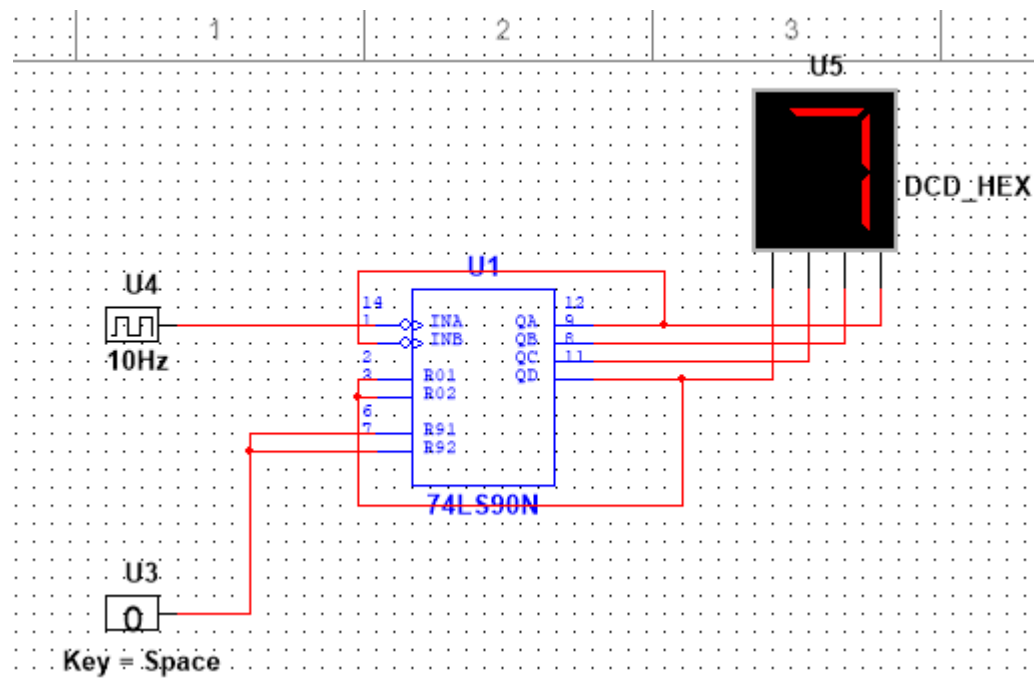 1 2 3
U5
DCD_HEX
7
U1
U4
10Hz
14
1
2
3
6
7
INA
INB
R01
R02
R91
R92
QA
QB
QC
QD
12
9
8
11
74LS90N
U3
0
Key = Space